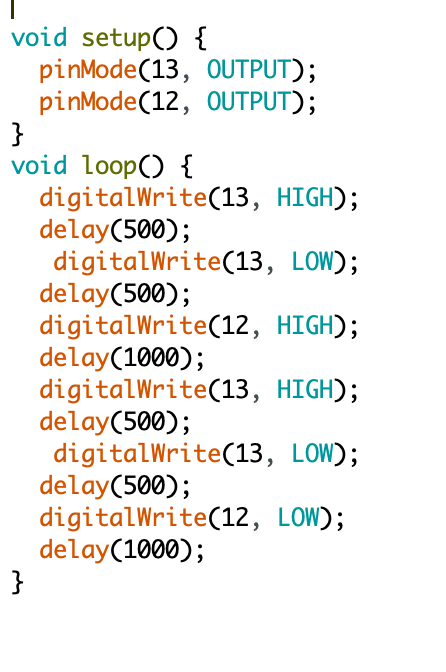 void setup() {
  pinMode(13, OUTPUT);
  pinMode(12, OUTPUT);
}
void loop() {
  digitalWrite(13, HIGH);
  delay(500);
   digitalWrite(13, LOW);
  delay(500);
  digitalWrite(12, HIGH);
  delay(1000);
  digitalWrite(13, HIGH);
  delay(500);
   digitalWrite(13, LOW);
  delay(500);
  digitalWrite(12, LOW);
  delay(1000);
}